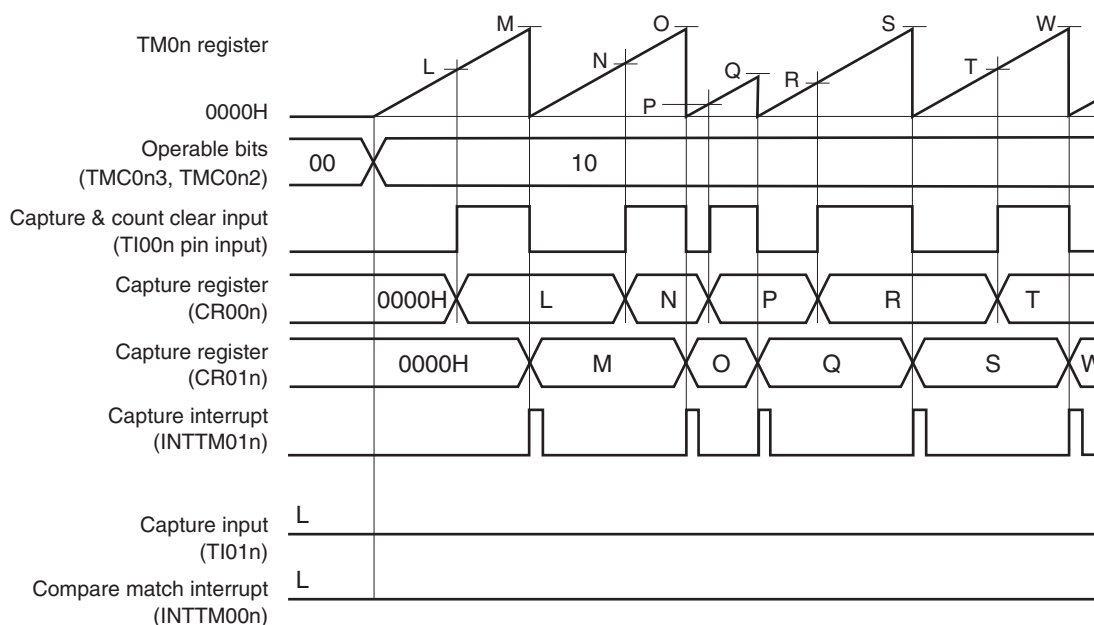 M
O
S
W
TM0n register
L
N
Q
R
T
P
0000H
Operable bits
(TMC0n3, TMC0n2)
00
10
Capture & count clear input
(TI00n pin input)
Capture register
(CR00n)
0000H
L
N
P
R
T
Capture register
(CR01n)
0000H
M
O
Q
S
W
Capture interrupt
(INTTM01n)
L
Capture input
(TI01n)
L
Compare match interrupt
(INTTM00n)